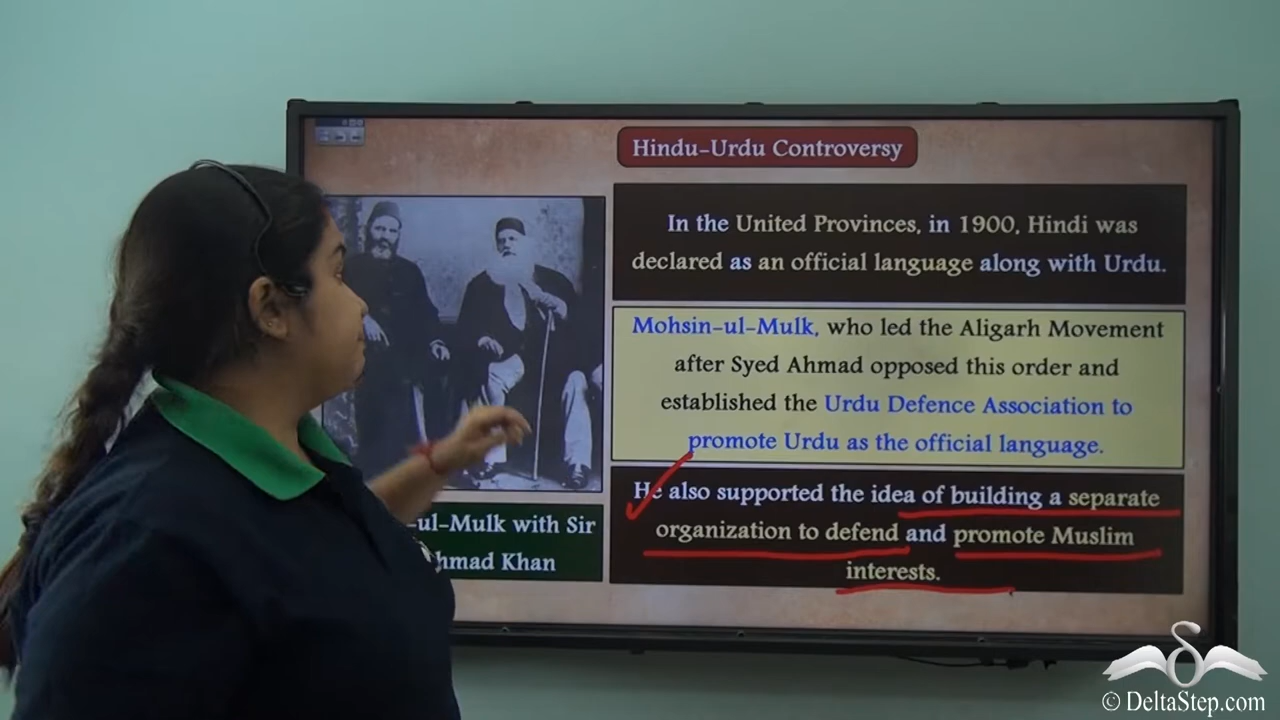 Hindu-Urdu Controversy
In the United Provinces, in 1900, Hindi was
declared as an official language along with Urdu.
Mohsin-ul-Mulk, who led the Aligarh Movement
after Syed Ahmad opposed this order and
established the Urdu Defence Association to
promote Urdu as the official language.
He also supported the idea of building a separate
organization to defend and promote Muslim
interests.
-ul-Mulk with Sir
hmad Khan
© DeltaStep.com